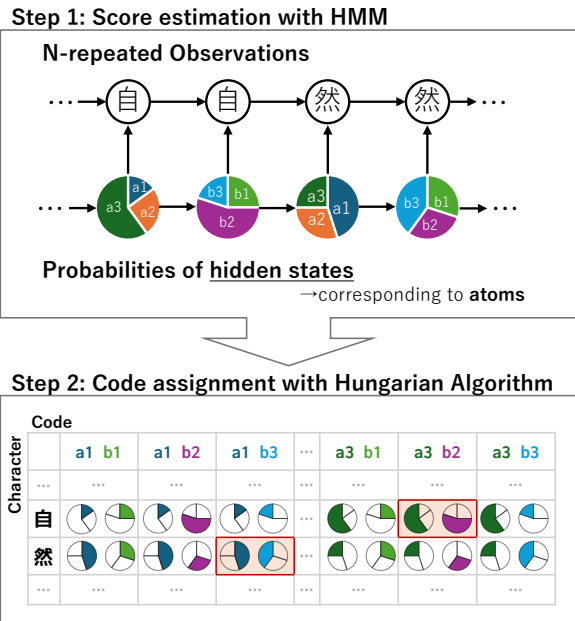 Step 1: Score estimation with HMM
N-repeated Observations
… 自 自 然 然 …
… a3 a1 a2 b3 b1 b2 a3 a1 a2 b3 b1 b2 …
Probabilities of hidden states
→corresponding to atoms
Step 2: Code assignment with Hungarian Algorithm
Code
Character
a1 b1 a1 b2 a1 b3 … a3 b1 a3 b2 a3 b3
… … … … … … …
自 …
然 …
… … … … … … …